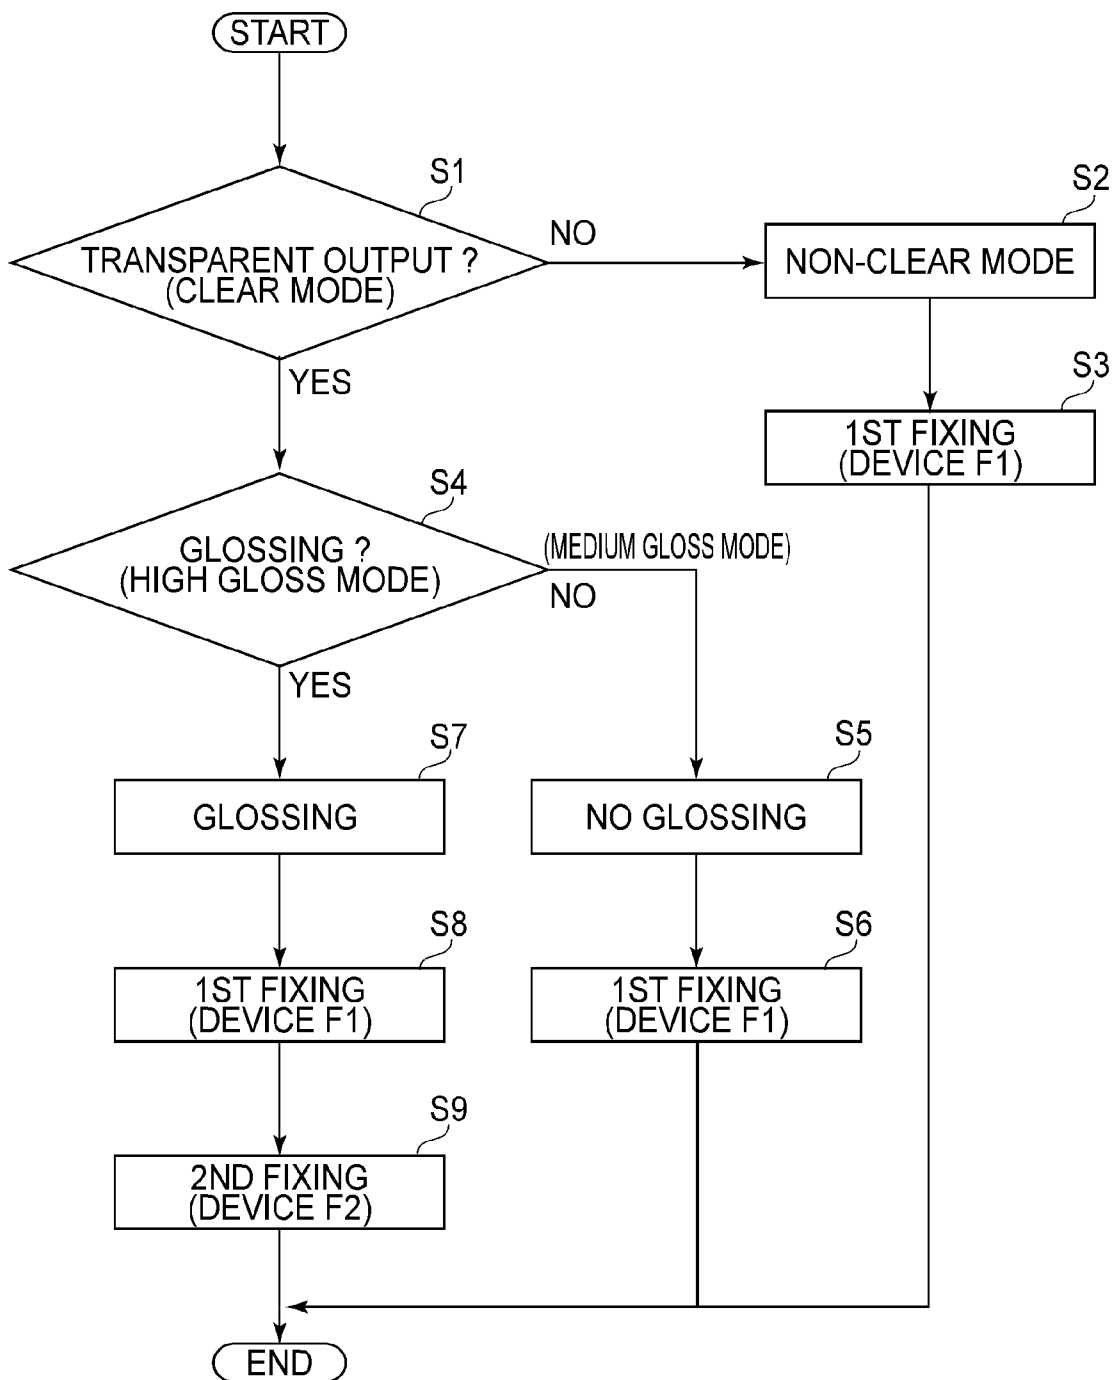 START
S1
TRANSPARENT OUTPUT ?
(CLEAR MODE)
NO
YES
S2
NON-CLEAR MODE
S3
1ST FIXING
(DEVICE F1)
S4
GLOSSING ?
(HIGH GLOSS MODE)
(MEDIUM GLOSS MODE)
NO
YES
S7
GLOSSING
S5
NO GLOSSING
S8
1ST FIXING
(DEVICE F1)
S6
1ST FIXING
(DEVICE F1)
S9
2ND FIXING
(DEVICE F2)
END